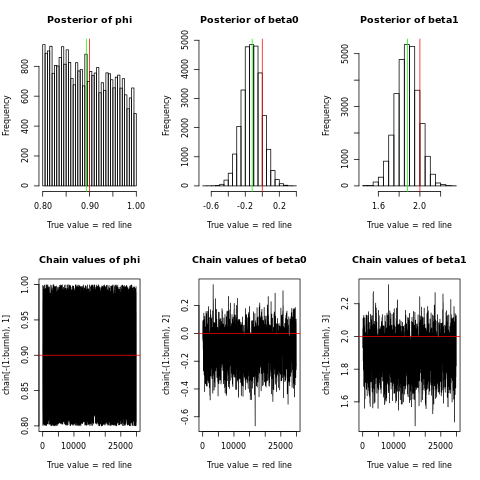 Posterior of phi
Frequency
0 200 400 600 800
0.80 0.90 1.00
True value = red line
Posterior of beta0
Frequency
0 1000 3000 5000
-0.6 -0.2 0.2
True value = red line
Posterior of beta1
Frequency
0 1000 3000 5000
1.6 2.0
True value = red line
Chain values of phi
chain[-(1:burnIn), 1]
0.80 0.85 0.90 0.95 1.00
0 10000 25000
True value = red line
Chain values of beta0
chain[-(1:burnIn), 2]
-0.6 -0.4 -0.2 0.0 0.2
0 10000 25000
True value = red line
Chain values of beta1
chain[-(1:burnIn), 3]
1.6 1.8 2.0 2.2
0 10000 25000
True value = red line